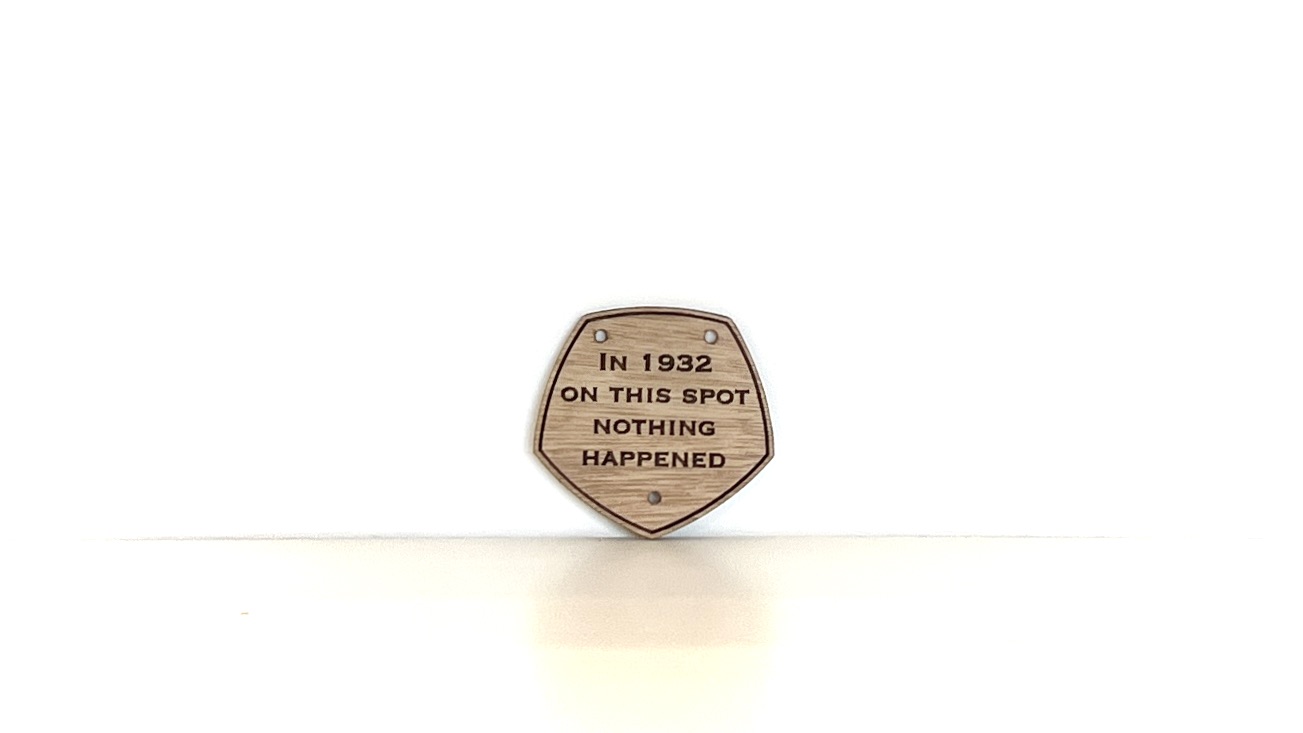 In 1932
ON THIS SPOT
NOTHING
HAPPENED